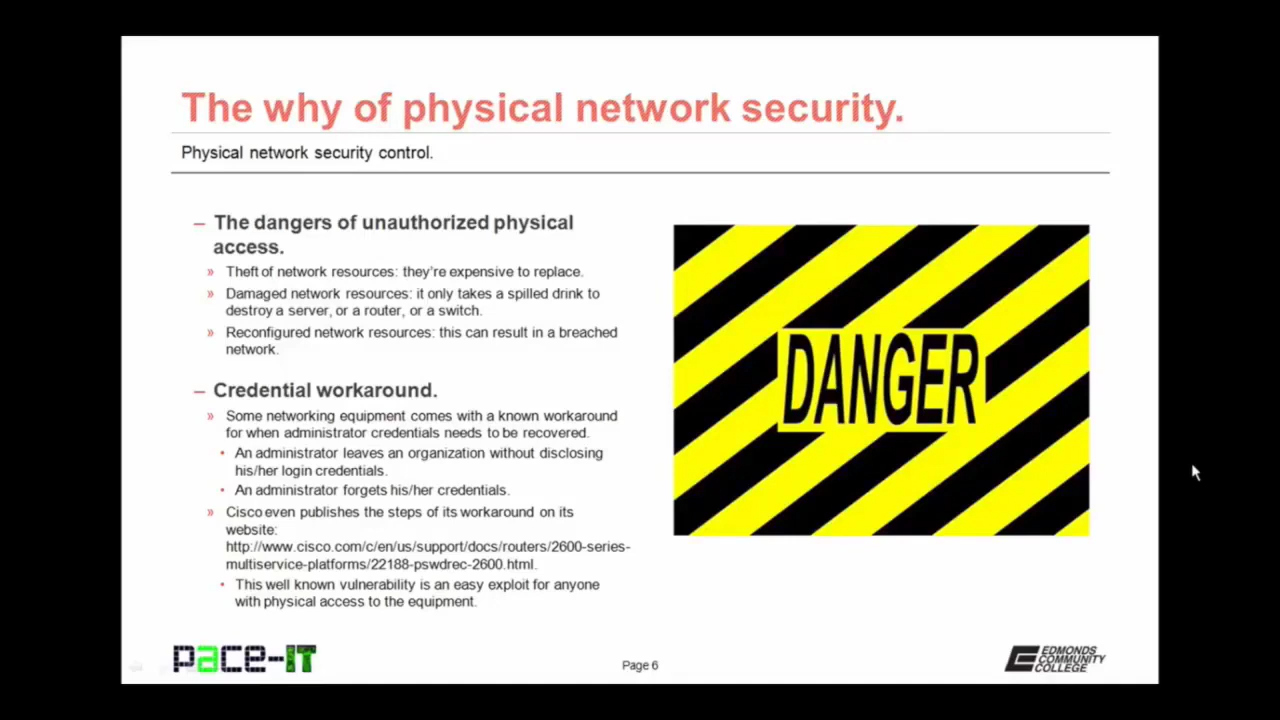 The why of physical network security.
Physical network security control.
– The dangers of unauthorized physical
access.
» Theft of network resources: they're expensive to replace.
» Damaged network resources: it only takes a spilled drink to
destroy a server, or a router, or a switch.
» Reconfigured network resources: this can result in a breached
network.
– Credential workaround.
» Some networking equipment comes with a known workaround
for when administrator credentials needs to be recovered.
• An administrator leaves an organization without disclosing
his/her login credentials.
• An administrator forgets his/her credentials.
» Cisco even publishes the steps of its workaround on its
website:
http://www.cisco.com/c/en/us/support/docs/routers/2600-series-
multiservice-platforms/22188-pswdrec-2600.html.
• This well known vulnerability is an easy exploit for anyone
with physical access to the equipment.
DANGER
pace-IT
Page 6
EDMONDS
COMMUNITY
COLLEGE